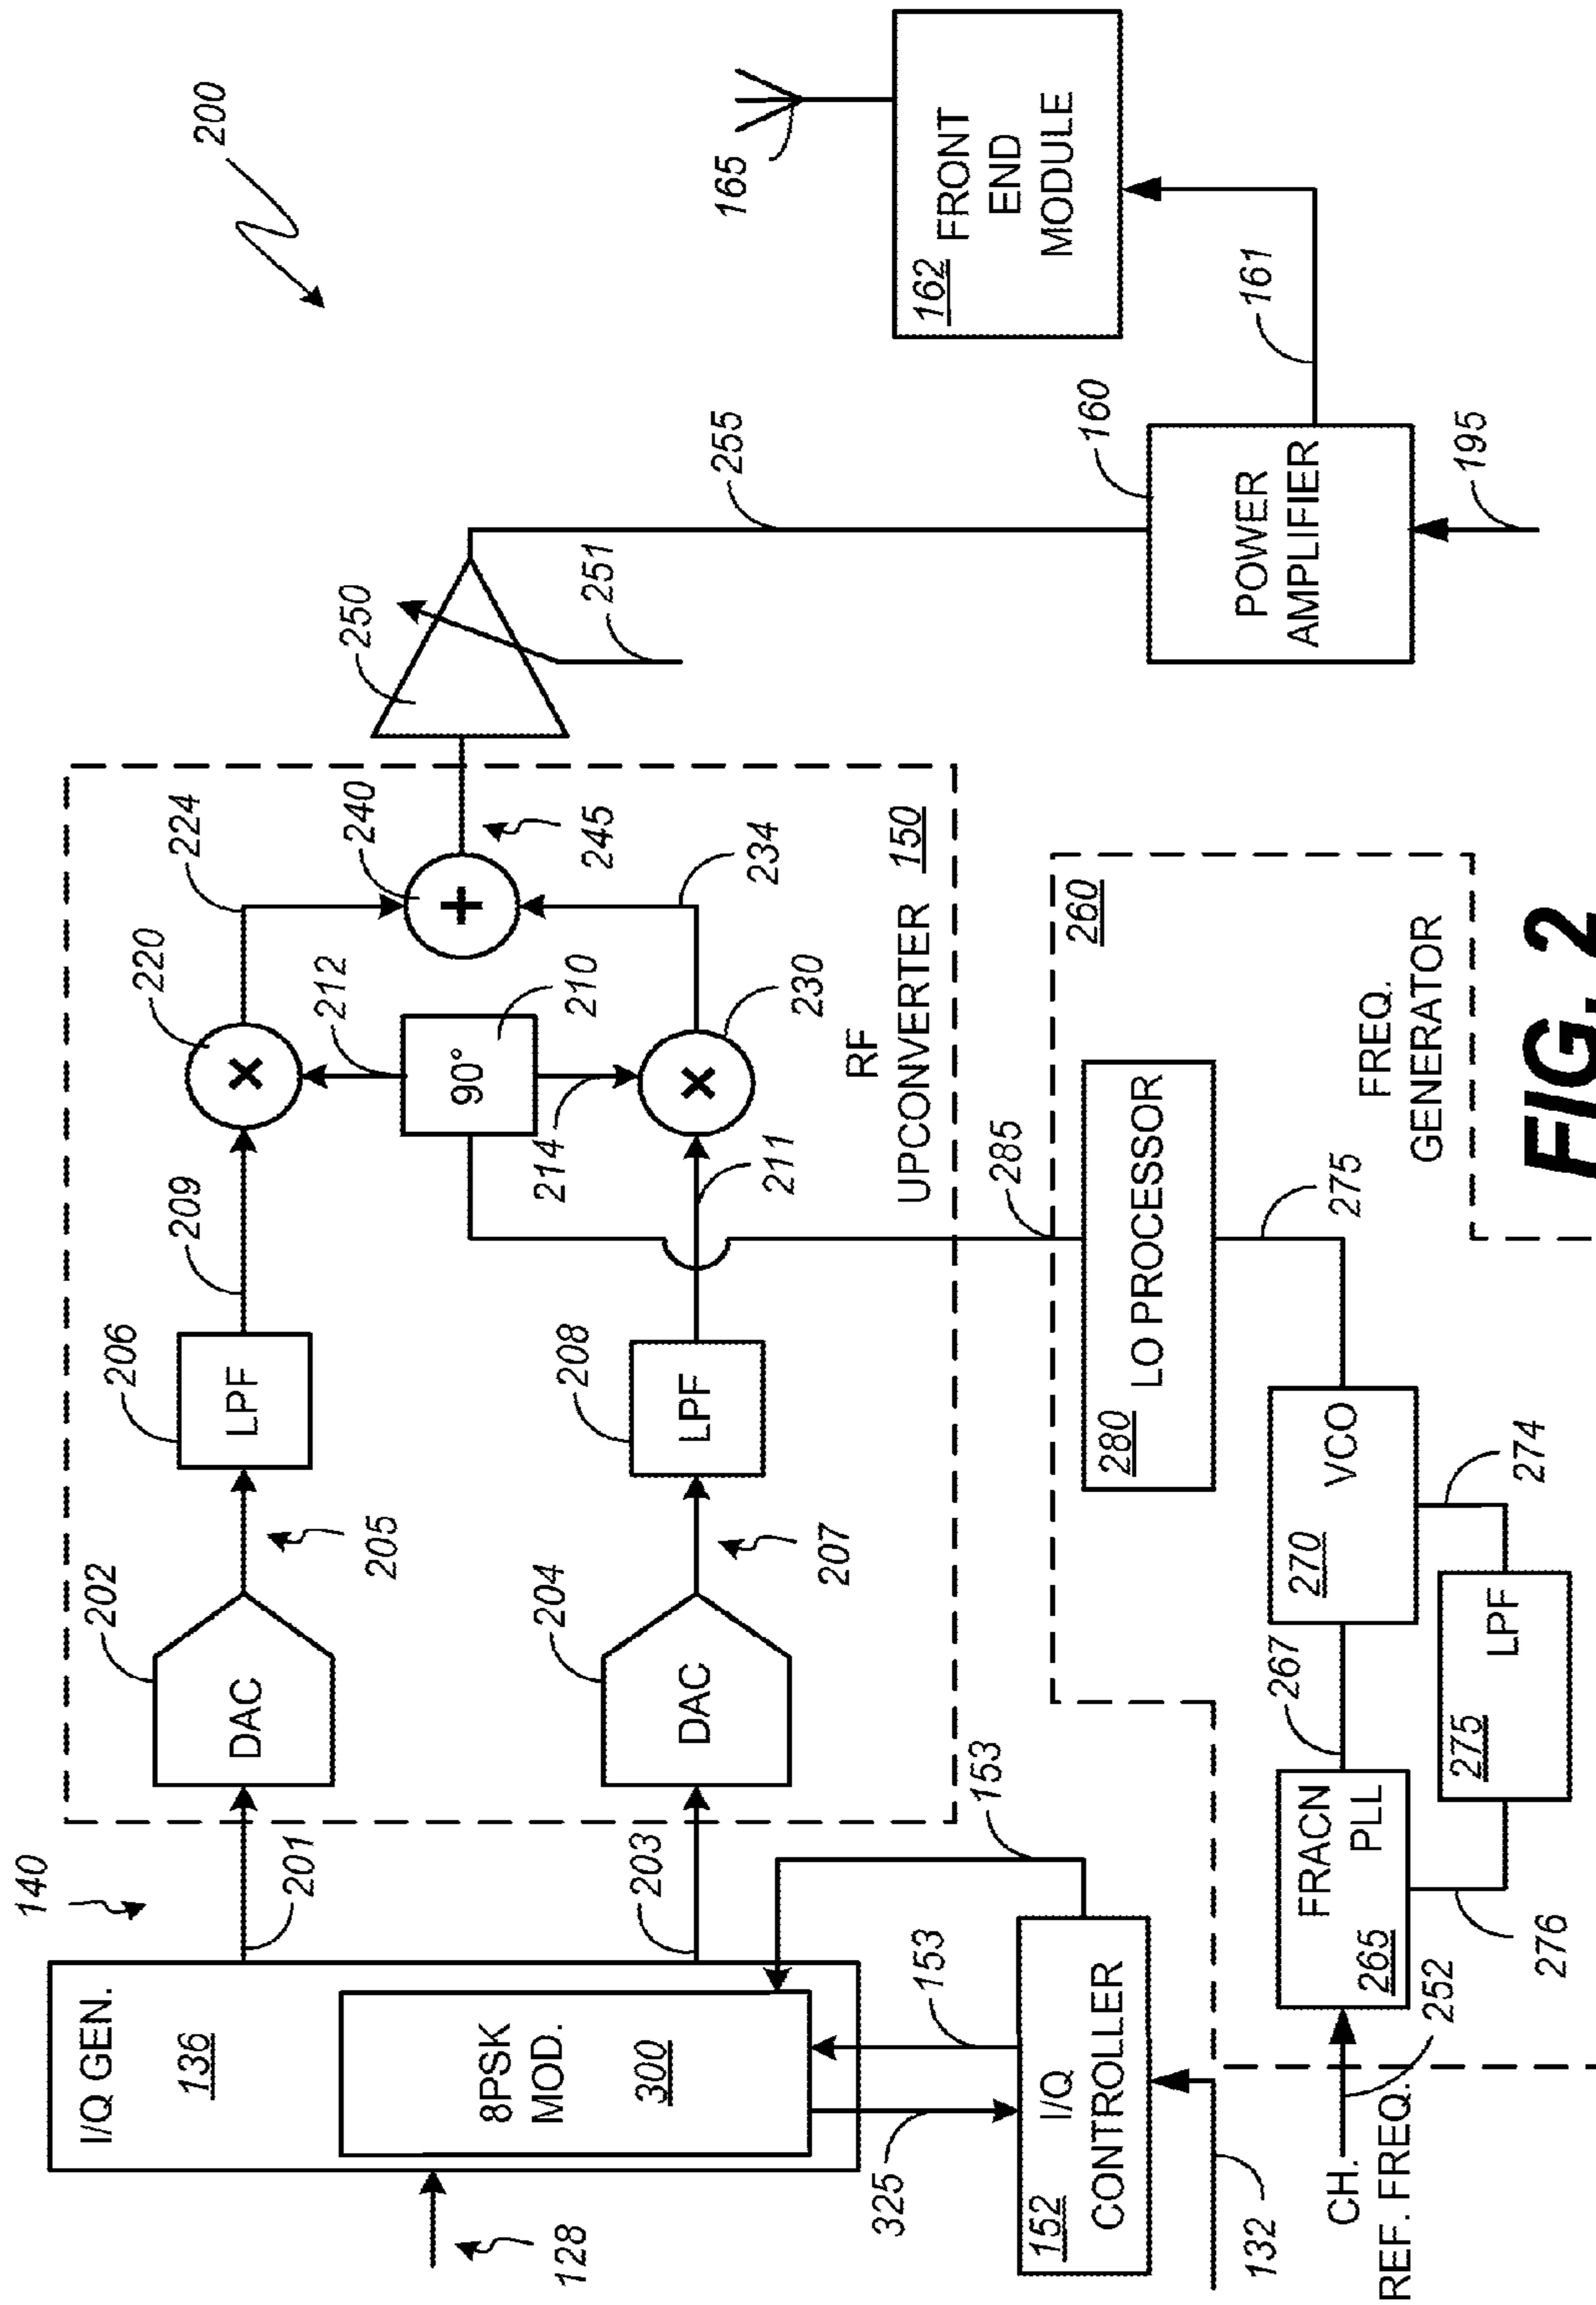 200
140
I/Q GEN.
136
8PSK
MOD.
300
128
201
203
325
153
153
I/Q
CONTROLLER
152
132
202
DAC
205
206
LPF
209
220
×
224
212
90°
210
214
240
+
245
204
DAC
207
208
LPF
211
230
×
234
RF
UPCONVERTER
150
250
251
255
160
POWER
AMPLIFIER
195
161
162
FRONT
END
MODULE
165
285
260
280
LO PROCESSOR
275
FREQ.
GENERATOR
CH.
REF. FREQ.
252
FRACN
PLL
265
267
270
VCO
274
275
LPF
276
FIG. 2